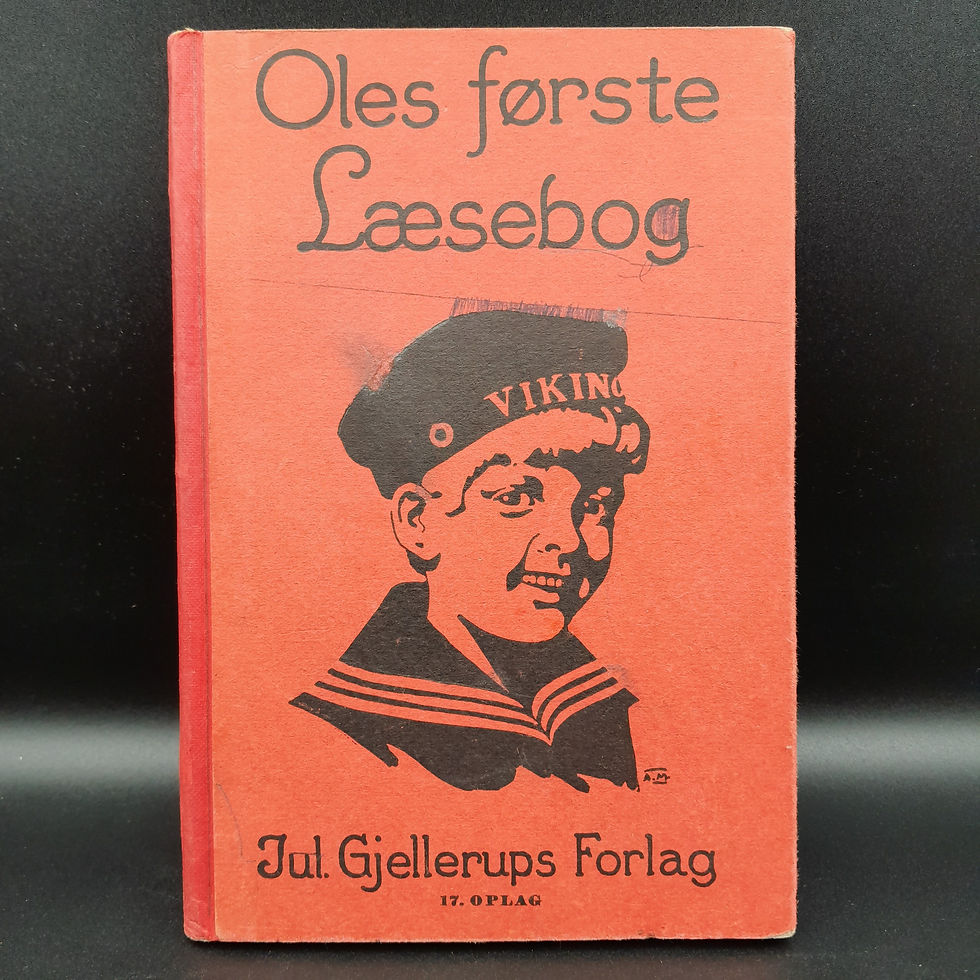 Oles første
Læsebog
VIKING
A.M.
Jul. Gjellerups Forlag
17. OPLAG